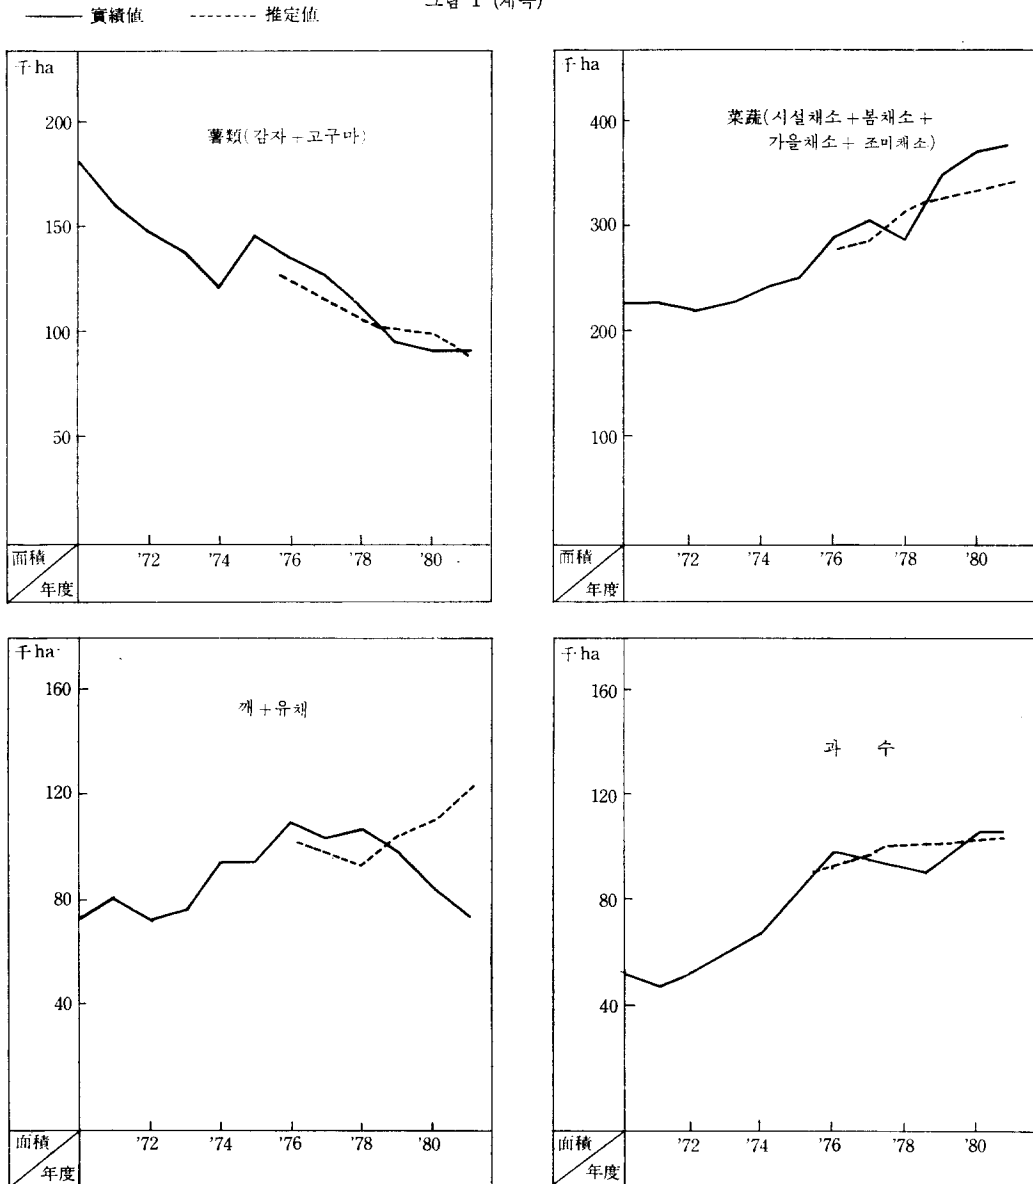 그림 1 (계속)
實績値 推定値
千ha
薯類(감자+고구마)
200
150
100
50
面積
年度
'72 '74 '76 '78 '80
千ha
菜蔬(시설채소+봄채소+
가을채소+조미채소)
400
300
200
100
面積
年度
'72 '74 '76 '78 '80
千ha
깨+유채
160
120
80
40
面積
年度
'72 '74 '76 '78 '80
千ha
과 수
160
120
80
40
面積
年度
'72 '74 '76 '78 '80